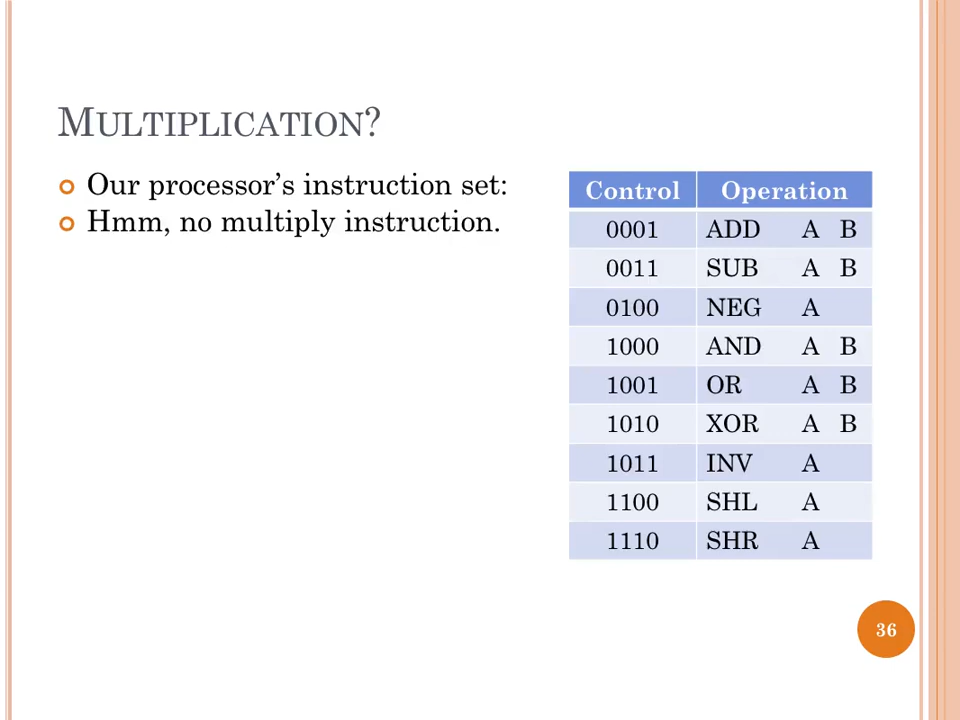 MULTIPLICATION?
Our processor's instruction set:
Hmm, no multiply instruction.
Control Operation
0001 ADD A B
0011 SUB A B
0100 NEG A
1000 AND A B
1001 OR A B
1010 XOR A B
1011 INV A
1100 SHL A
1110 SHR A
36